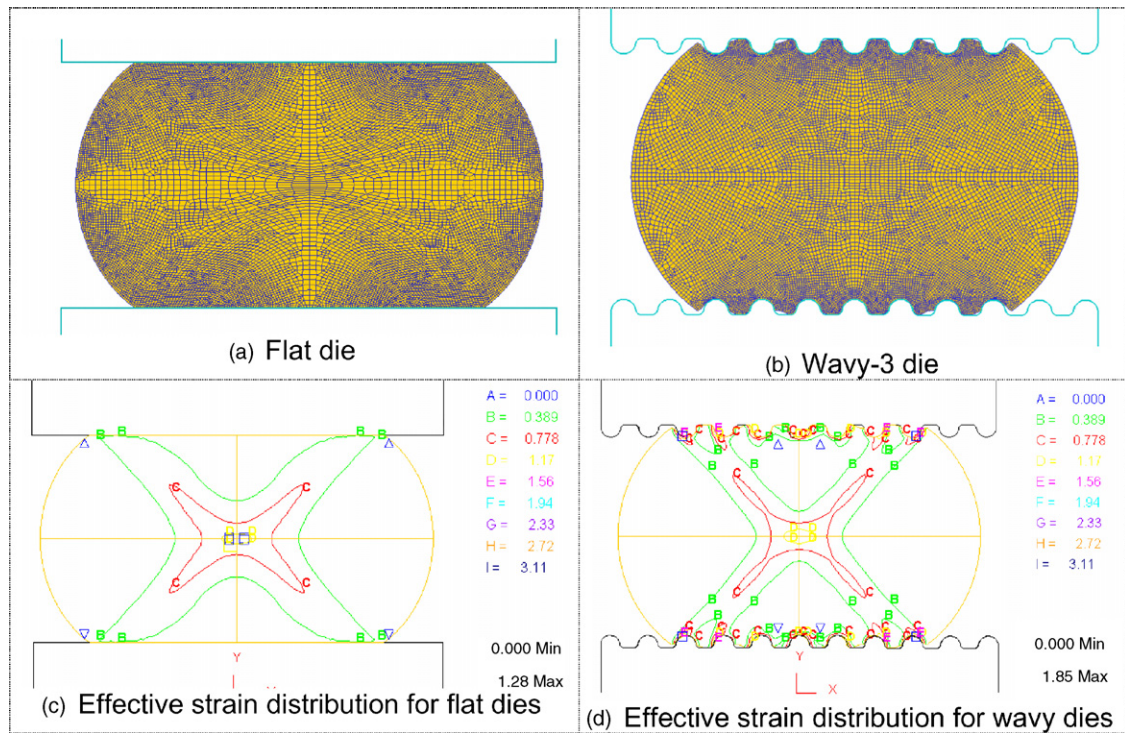 (a) Flat die
(b) Wavy-3 die
A = 0.000
B = 0.389
C = 0.778
D = 1.17
E = 1.56
F = 1.94
G = 2.33
H = 2.72
I = 3.11
0.000 Min
1.28 Max
B B B B
C C
C C
B B B B
Y
(c) Effective strain distribution for flat dies
A = 0.000
B = 0.389
C = 0.778
D = 1.17
E = 1.56
F = 1.94
G = 2.33
H = 2.72
I = 3.11
0.000 Min
1.85 Max
Y
X
(d) Effective strain distribution for wavy dies